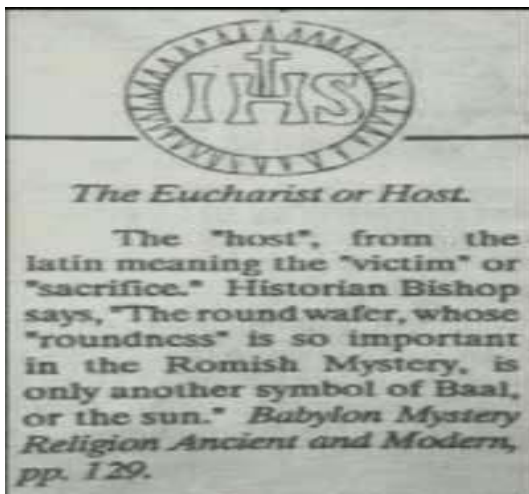 IHS
The Eucharist or Host.
The "host", from the
latin meaning the "victim" or
"sacrifice." Historian Bishop
says, "The round wafer, whose
"roundness" is so important
in the Romish Mystery, is
only another symbol of Baal,
or the sun." Babylon Mystery
Religion Ancient and Modern,
pp. 129.